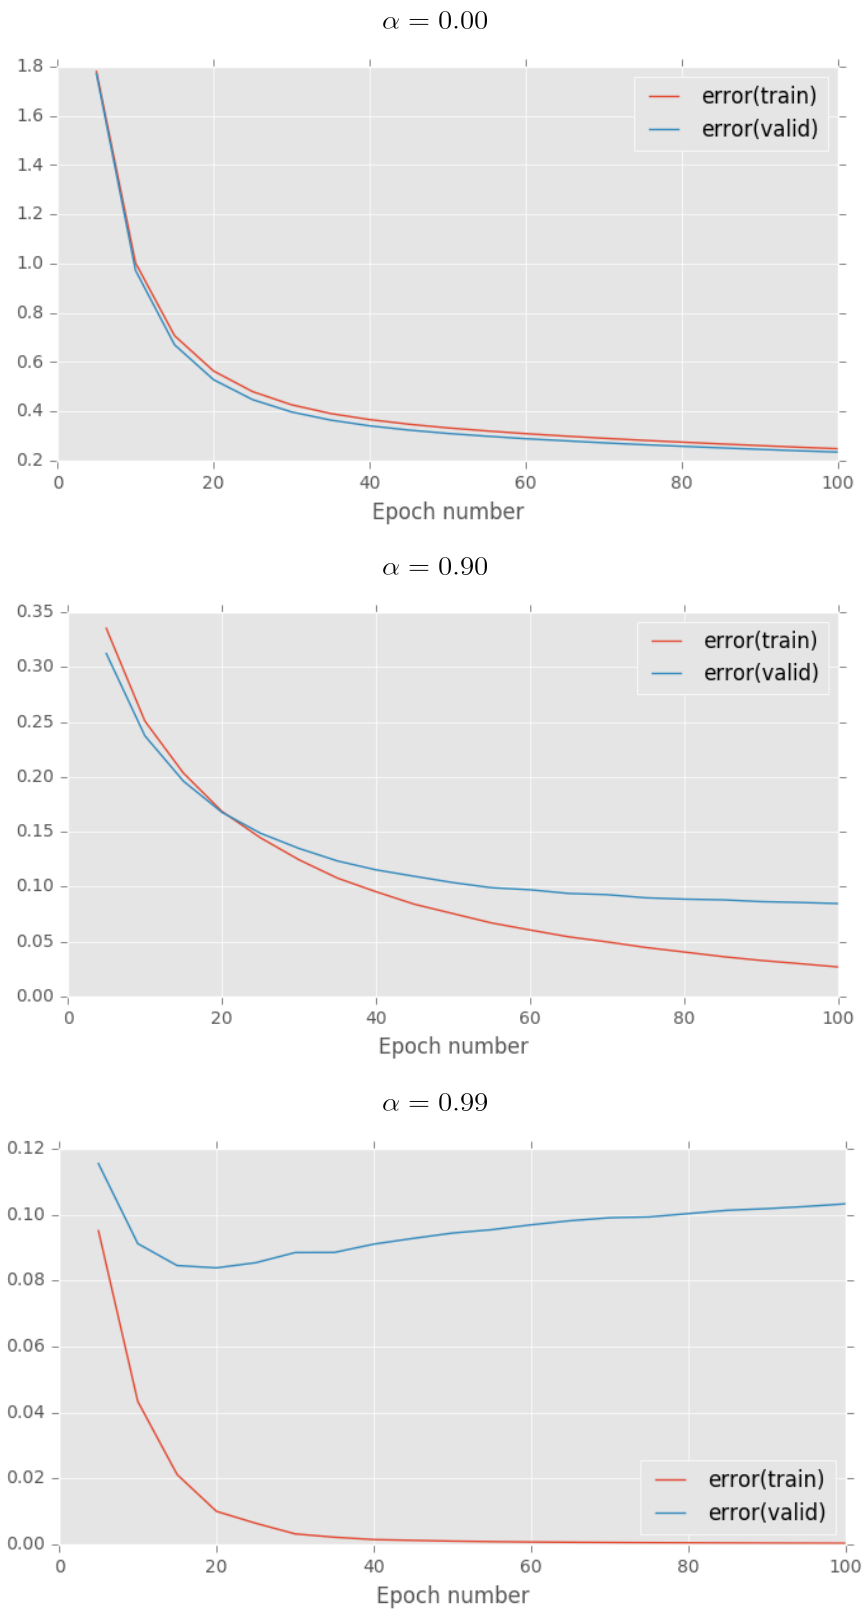 α = 0.00
1.8
1.6
1.4
1.2
1.0
0.8
0.6
0.4
0.2
error(train)
error(valid)
0 20 40 60 80 100
Epoch number
α = 0.90
0.35
0.30
0.25
0.20
0.15
0.10
0.05
0.00
error(train)
error(valid)
0 20 40 60 80 100
Epoch number
α = 0.99
0.12
0.10
0.08
0.06
0.04
0.02
0.00
error(train)
error(valid)
0 20 40 60 80 100
Epoch number